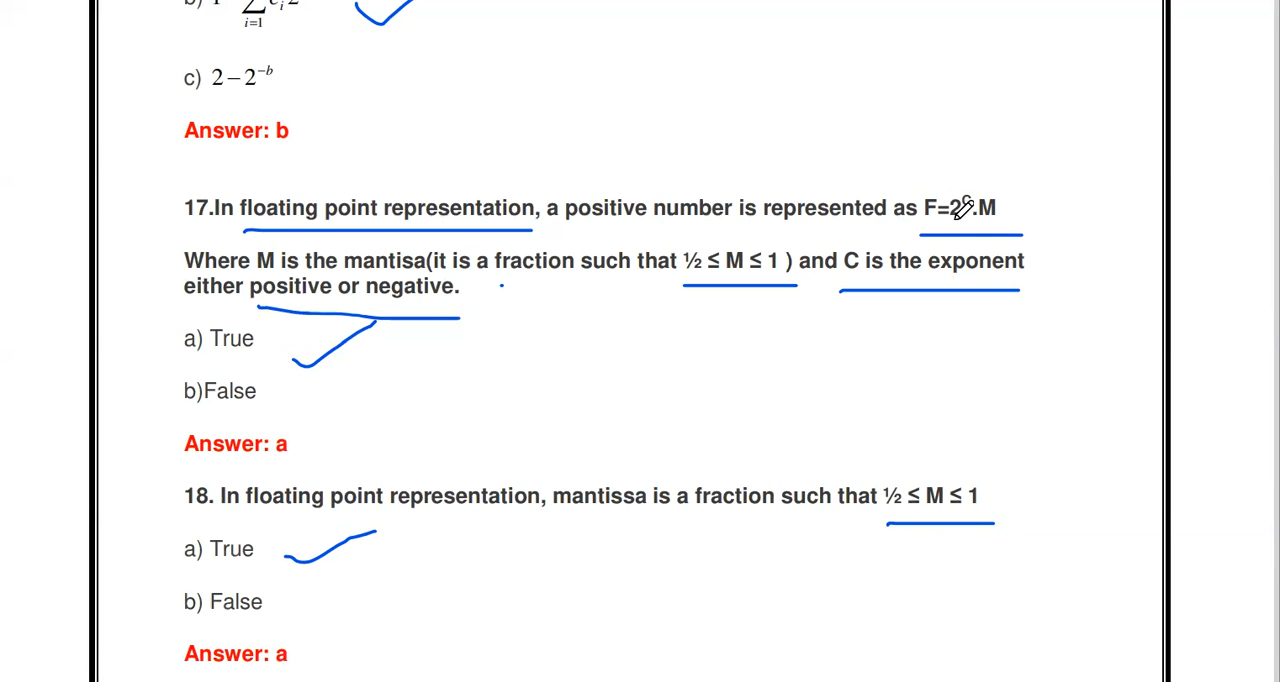 c) 2 − 2^{−b}
Answer: b
17.In floating point representation, a positive number is represented as F=2^C.M
Where M is the mantisa(it is a fraction such that ½ ≤ M ≤ 1 ) and C is the exponent
either positive or negative.
a) True
b)False
Answer: a
18. In floating point representation, mantissa is a fraction such that ½ ≤ M ≤ 1
a) True
b) False
Answer: a